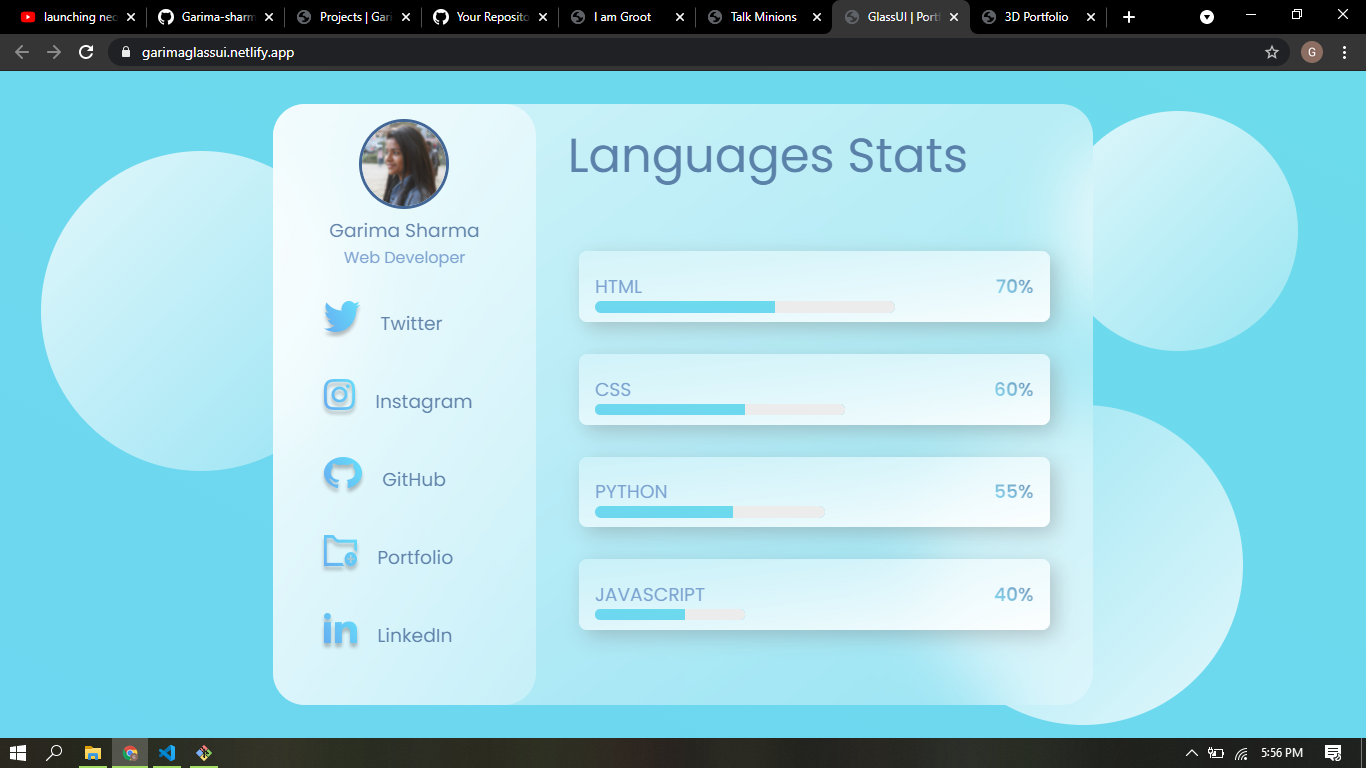 launching neo
Garima-sharm
Projects | Gari
Your Reposito
I am Groot
Talk Minions
GlassUI | Portf
3D Portfolio
garimaglassui.netlify.app
G
Garima Sharma
Web Developer
Twitter
Instagram
GitHub
Portfolio
LinkedIn
Languages Stats
HTML 70%
CSS 60%
PYTHON 55%
JAVASCRIPT 40%
5:56 PM